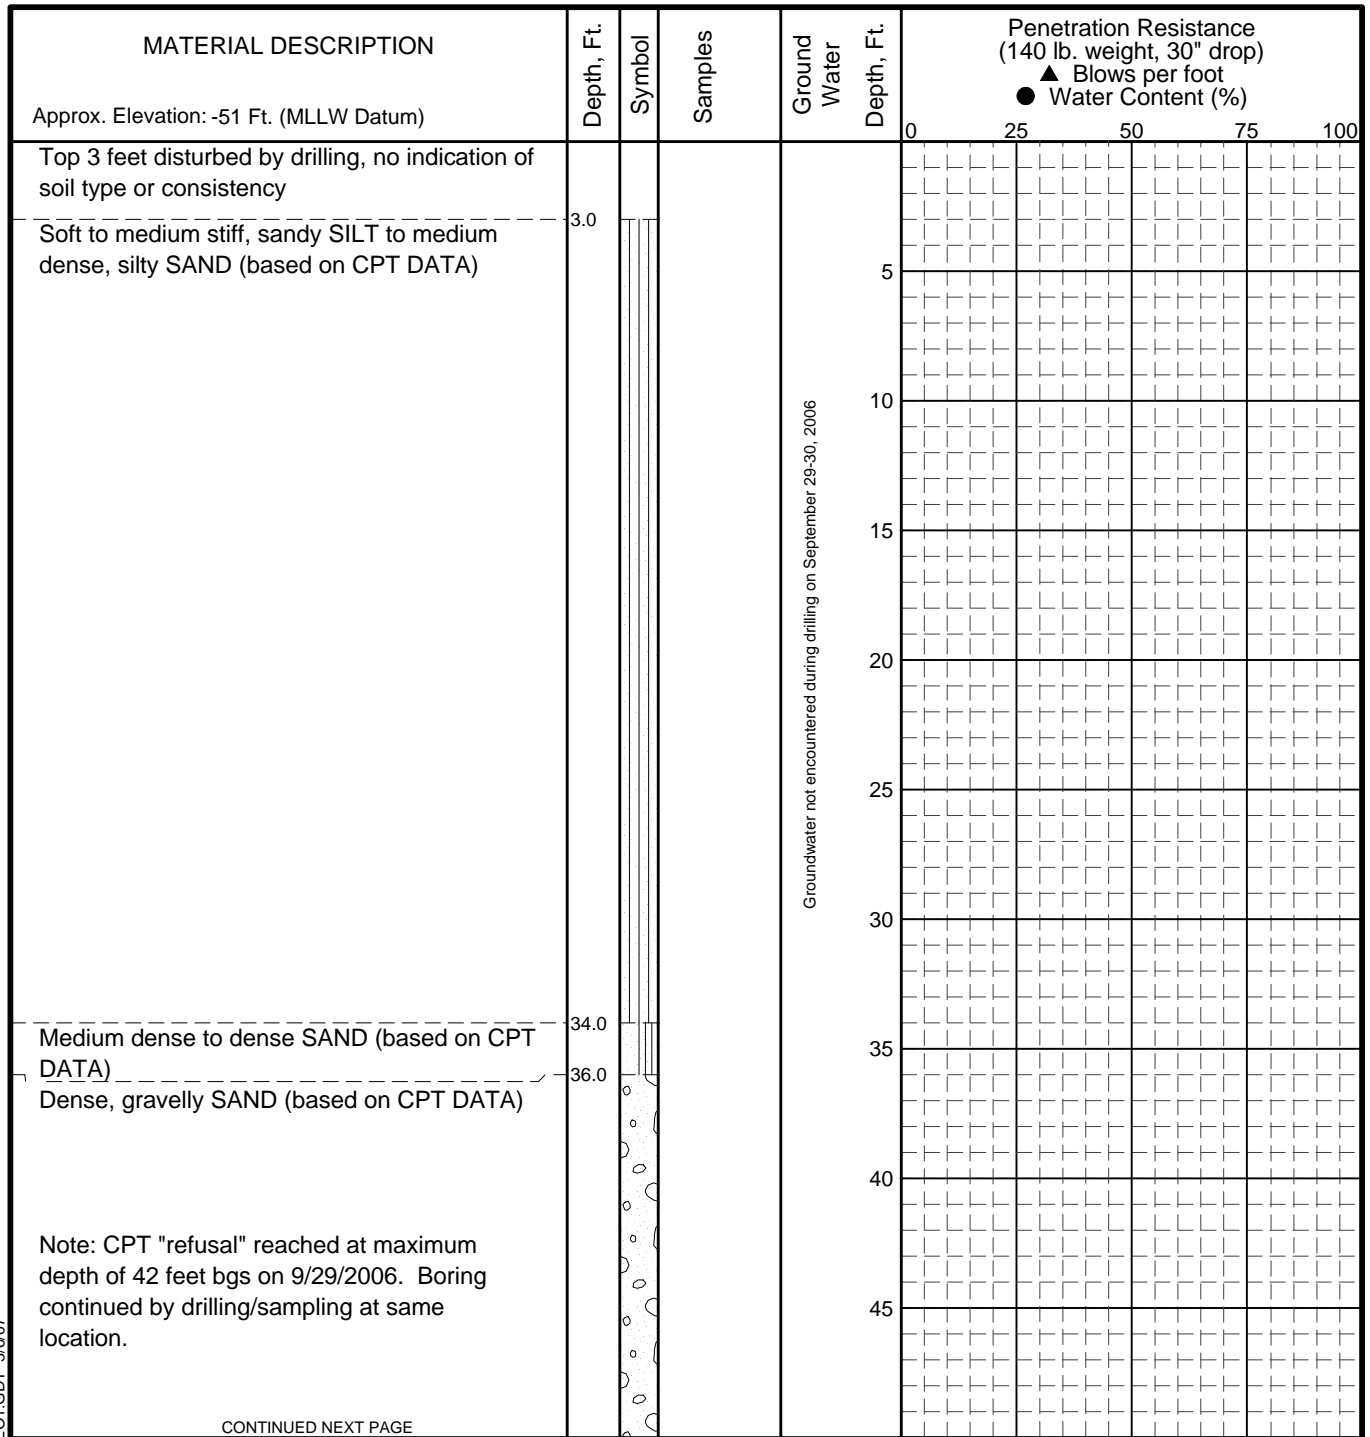 MATERIAL DESCRIPTION
Approx. Elevation: -51 Ft. (MLLW Datum)
Depth, Ft.
Symbol
Samples
Ground
Water
Depth, Ft.
Penetration Resistance
(140 lb. weight, 30" drop)
▲ Blows per foot
● Water Content (%)
0 25 50 75 100
Top 3 feet disturbed by drilling, no indication of
soil type or consistency
3.0
Soft to medium stiff, sandy SILT to medium
dense, silty SAND (based on CPT DATA)
5
10
Groundwater not encountered during drilling on September 29-30, 2006
15
20
25
30
34.0
Medium dense to dense SAND (based on CPT
DATA)
35
36.0
Dense, gravelly SAND (based on CPT DATA)
40
Note: CPT "refusal" reached at maximum
depth of 42 feet bgs on 9/29/2006. Boring
continued by drilling/sampling at same
location.
45
CONTINUED NEXT PAGE